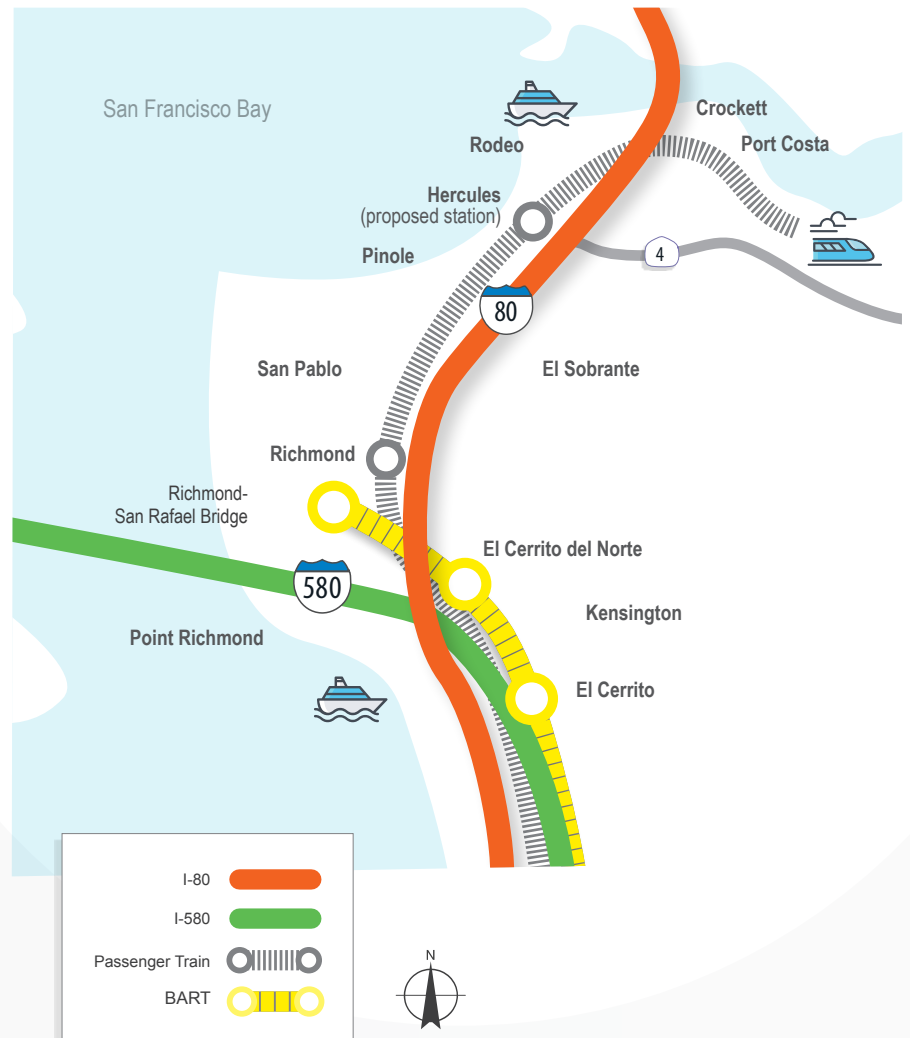 San Francisco Bay
Crockett
Port Costa
Rodeo
Hercules
(proposed station)
Pinole
4
80
San Pablo
El Sobrante
Richmond
Richmond-
San Rafael Bridge
El Cerrito del Norte
580
Kensington
Point Richmond
El Cerrito
I-80
I-580
Passenger Train
BART
N